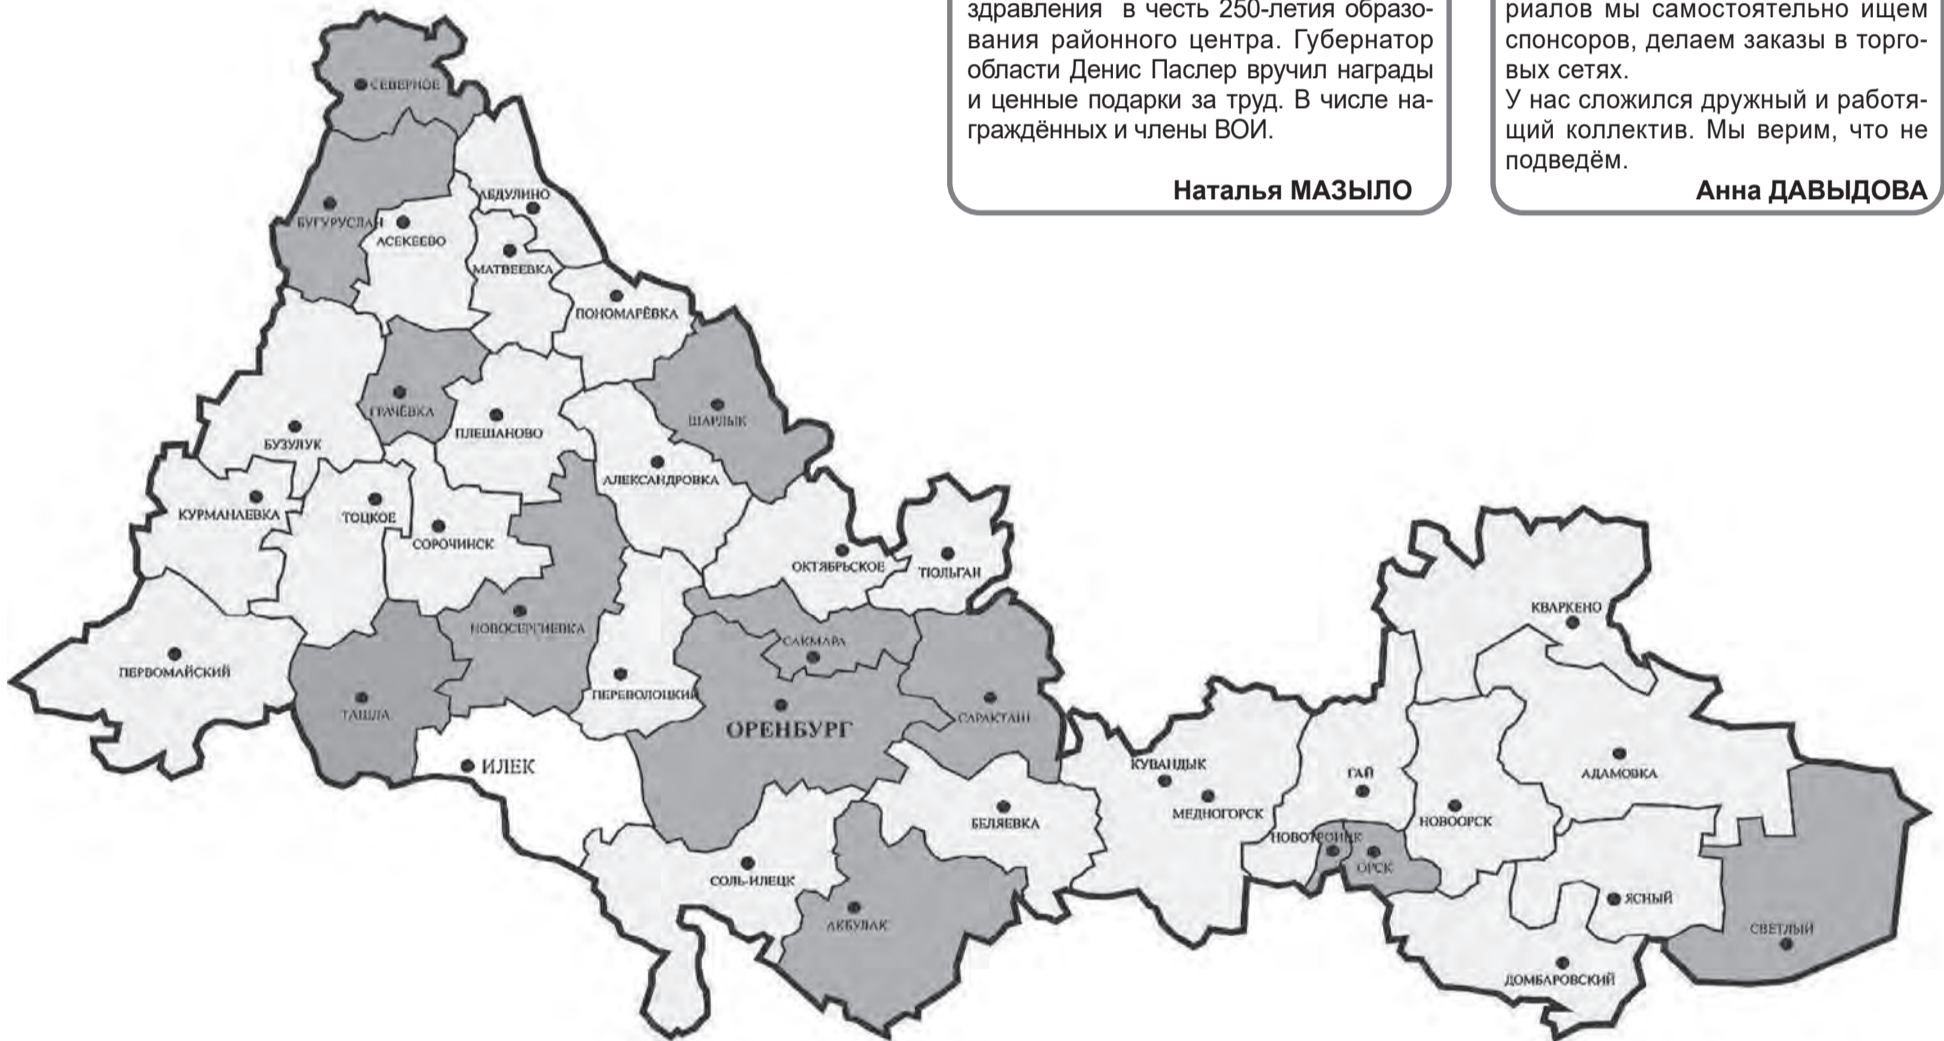 здравления в честь 250-летия образо-
вания районного центра. Губернатор
области Денис Паслер вручил награды
и ценные подарки за труд. В числе на-
граждённых и члены ВОИ.
Наталья МАЗЫЛО
риалов мы самостоятельно ищем
спонсоров, делаем заказы в торго-
вых сетях.
У нас сложился дружный и работя-
щий коллектив. Мы верим, что не
подведём.
Анна ДАВЫДОВА
СЕВЕРНОЕ
АБДУЛИНО
БУГУРУСЛАН
АСЕКЕЕВО
МАТВЕЕВКА
ПОНОМАРЁВКА
ГРАЧЁВКА
ШАРЛЫК
ПЛЕШАНОВО
БУЗУЛУК
АЛЕКСАНДРОВКА
КУРМАНАЕВКА
ТОЦКОЕ
СОРОЧИНСК
ОКТЯБРЬСКОЕ
ТЮЛЬГАН
КВАРКЕНО
НОВОСЕРГИЕВКА
САКМАРА
ПЕРВОМАЙСКИЙ
ПЕРЕВОЛОЦКИЙ
ТАШЛА
САРАКТАШ
ОРЕНБУРГ
ИЛЕК
КУВАНДЫК
ГАЙ
АДАМОВКА
МЕДНОГОРСК
БЕЛЯЕВКА
НОВООРСК
НОВОТРОИЦК
ОРСК
СОЛЬ-ИЛЕЦК
ЯСНЫЙ
АКБУЛАК
СВЕТЛЫЙ
ДОМБАРОВСКИЙ